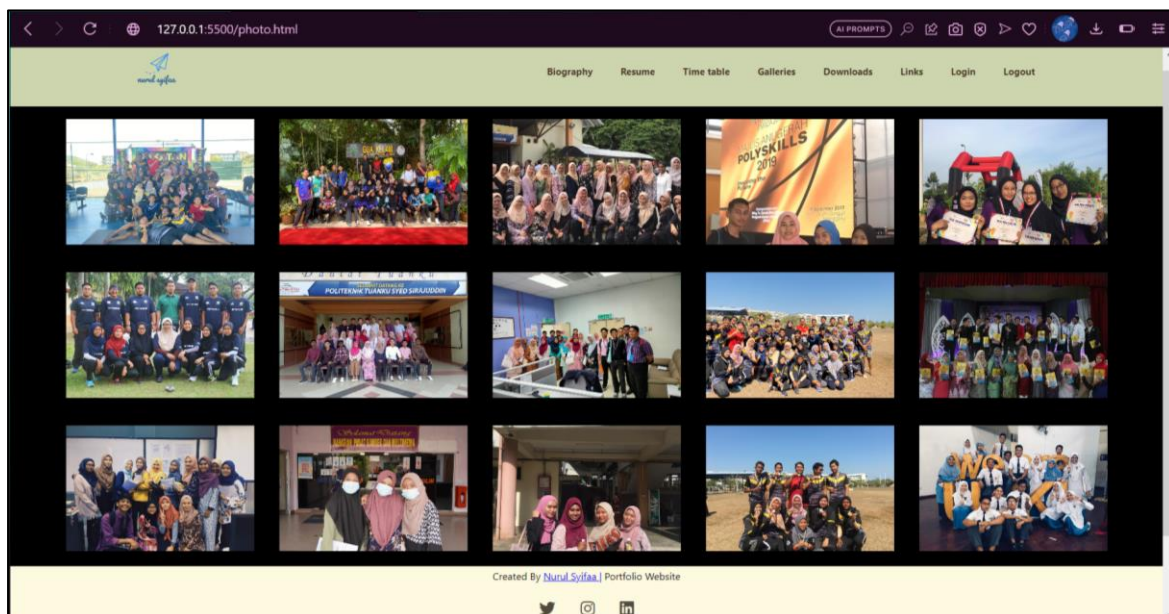 127.0.0.1:5500/photo.html
AI PROMPTS
nurul syifaa
Biography Resume Time table Galleries Downloads Links Login Logout
POLYSKILLS
2019
POLITEKNIK TUANKU SYED SIRAJUDDIN
Selamat Datang
Created By Nurul Syifaa | Portfolio Website